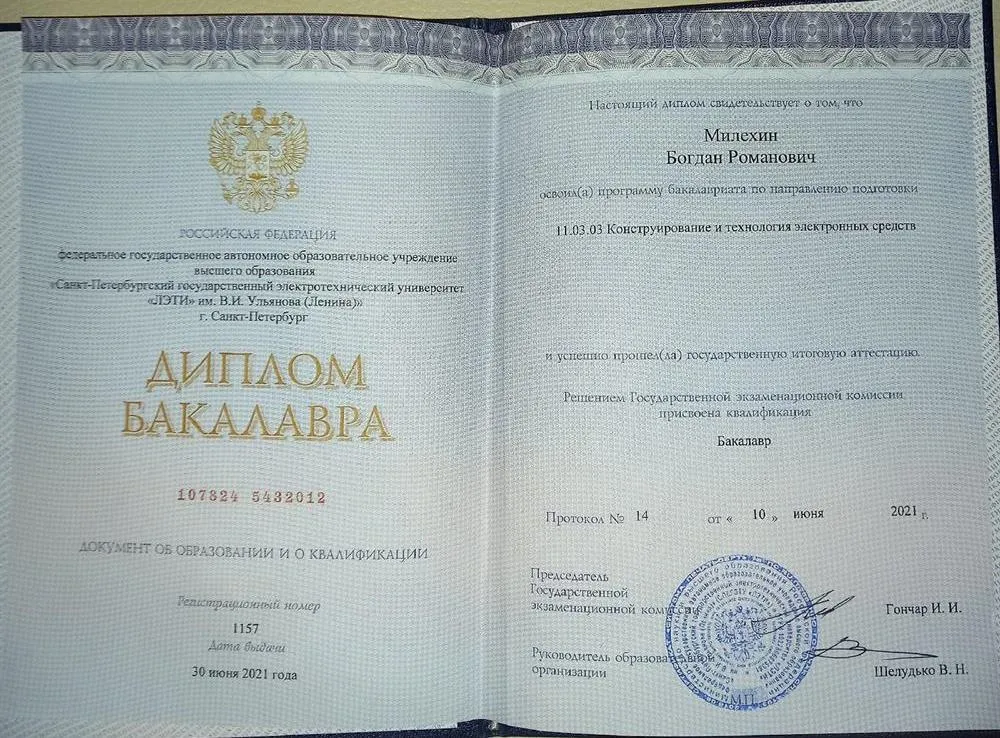 РОССИЙСКАЯ ФЕДЕРАЦИЯ
федеральное государственное автономное образовательное учреждение
высшего образования
«Санкт-Петербургский государственный электротехнический университет
«ЛЭТИ» им. В.И. Ульянова (Ленина)»
г. Санкт-Петербург
ДИПЛОМ
БАКАЛАВРА
107824 5432012
ДОКУМЕНТ ОБ ОБРАЗОВАНИИ И О КВАЛИФИКАЦИИ
Регистрационный номер
1157
Дата выдачи
30 июня 2021 года
Настоящий диплом свидетельствует о том, что
Милехин
Богдан Романович
освоил(а) программу бакалавриата по направлению подготовки
11.03.03 Конструирование и технология электронных средств
и успешно прошел(ла) государственную итоговую аттестацию.
Решением Государственной экзаменационной комиссии
присвоена квалификация
Бакалавр
Протокол № 14 от « 10 » июня 2021 г.
Председатель
Государственной
экзаменационной комиссии
Гончар И. И.
Руководитель образовательной
организации
Шелудько В. Н.
М.П.